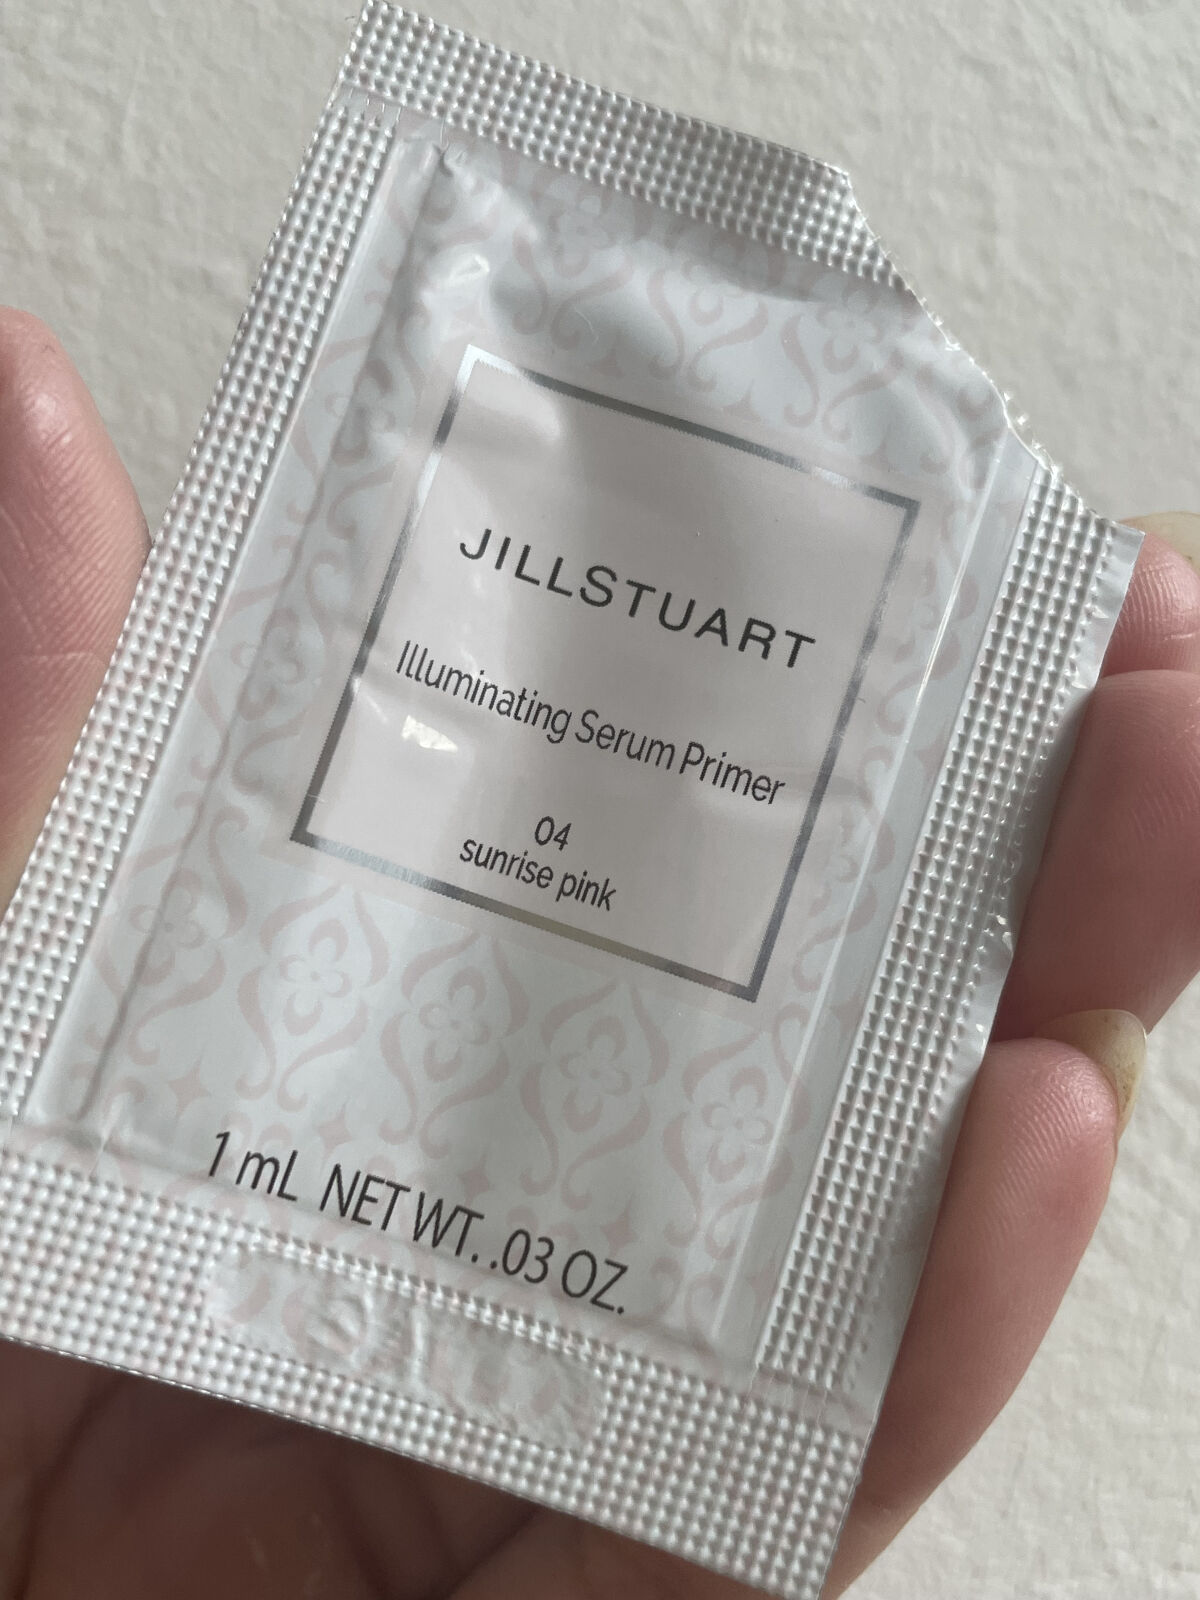 JILLSTUART
Illuminating Serum Primer
04
sunrise pink
1 mL NET WT. .03 OZ.